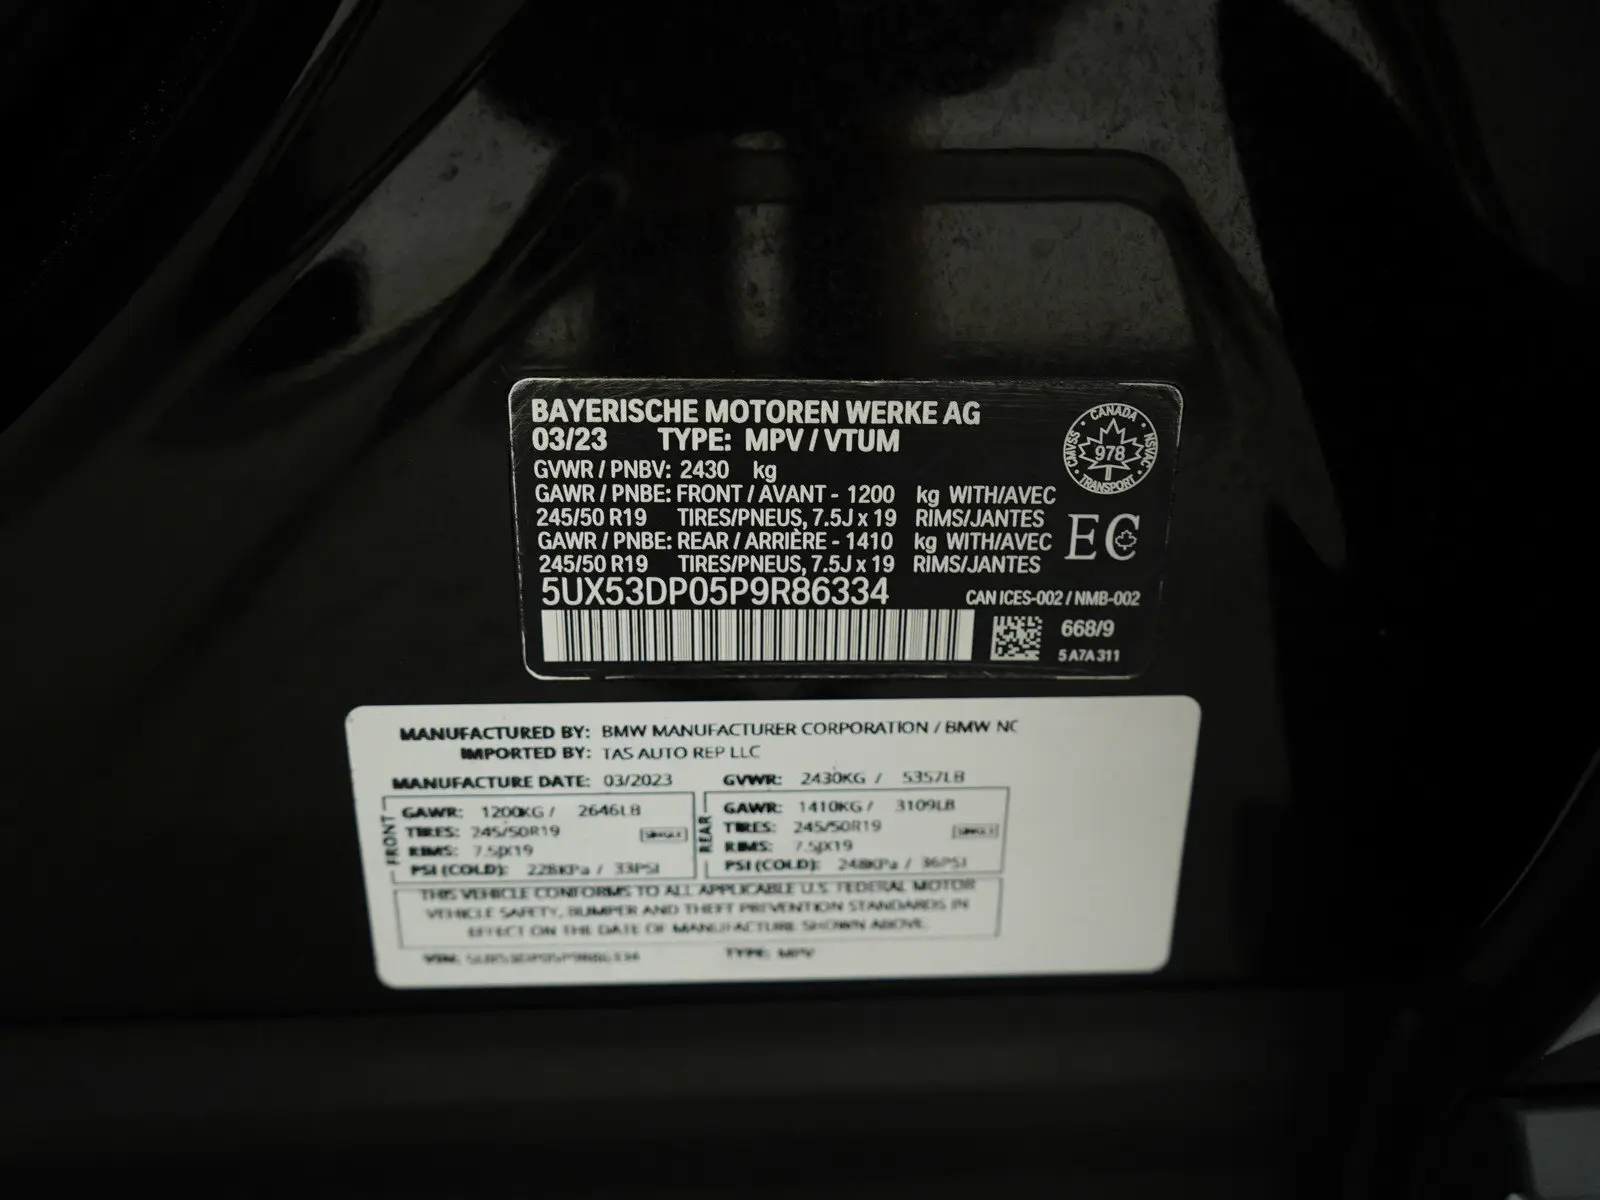 BAYERISCHE MOTOREN WERKE AG
03/23 TYPE: MPV / VTUM
GVWR / PNBV: 2430 kg
GAWR / PNBE: FRONT / AVANT - 1200 kg WITH/AVEC
245/50 R19 TIRES/PNEUS, 7.5J x 19 RIMS/JANTES
GAWR / PNBE: REAR / ARRIÈRE - 1410 kg WITH/AVEC
245/50 R19 TIRES/PNEUS, 7.5J x 19 RIMS/JANTES
5UX53DP05P9R86334
CANADA
CMVSS 978 NSVAC
TRANSPORT
EC
CAN ICES-002 / NMB-002
668/9
5 A7A 311
MANUFACTURED BY: BMW MANUFACTURER CORPORATION / BMW NC
IMPORTED BY: TAS AUTO REP LLC
MANUFACTURE DATE: 03/2023 GVWR: 2430KG / 5357LB
FRONT
GAWR: 1200KG / 2646LB
TIRES: 245/50R19 SINGLE
RIMS: 7.5JX19
PSI (COLD): 228KPa / 33PSI
REAR
GAWR: 1410KG / 3109LB
TIRES: 245/50R19
RIMS: 7.5JX19
PSI (COLD): 248KPa / 36PSI
THIS VEHICLE CONFORMS TO ALL APPLICABLE U.S. FEDERAL MOTOR
VEHICLE SAFETY, BUMPER AND THEFT PREVENTION STANDARDS IN
EFFECT ON THE DATE OF MANUFACTURE SHOWN ABOVE.
VIN: TYPE: MPV